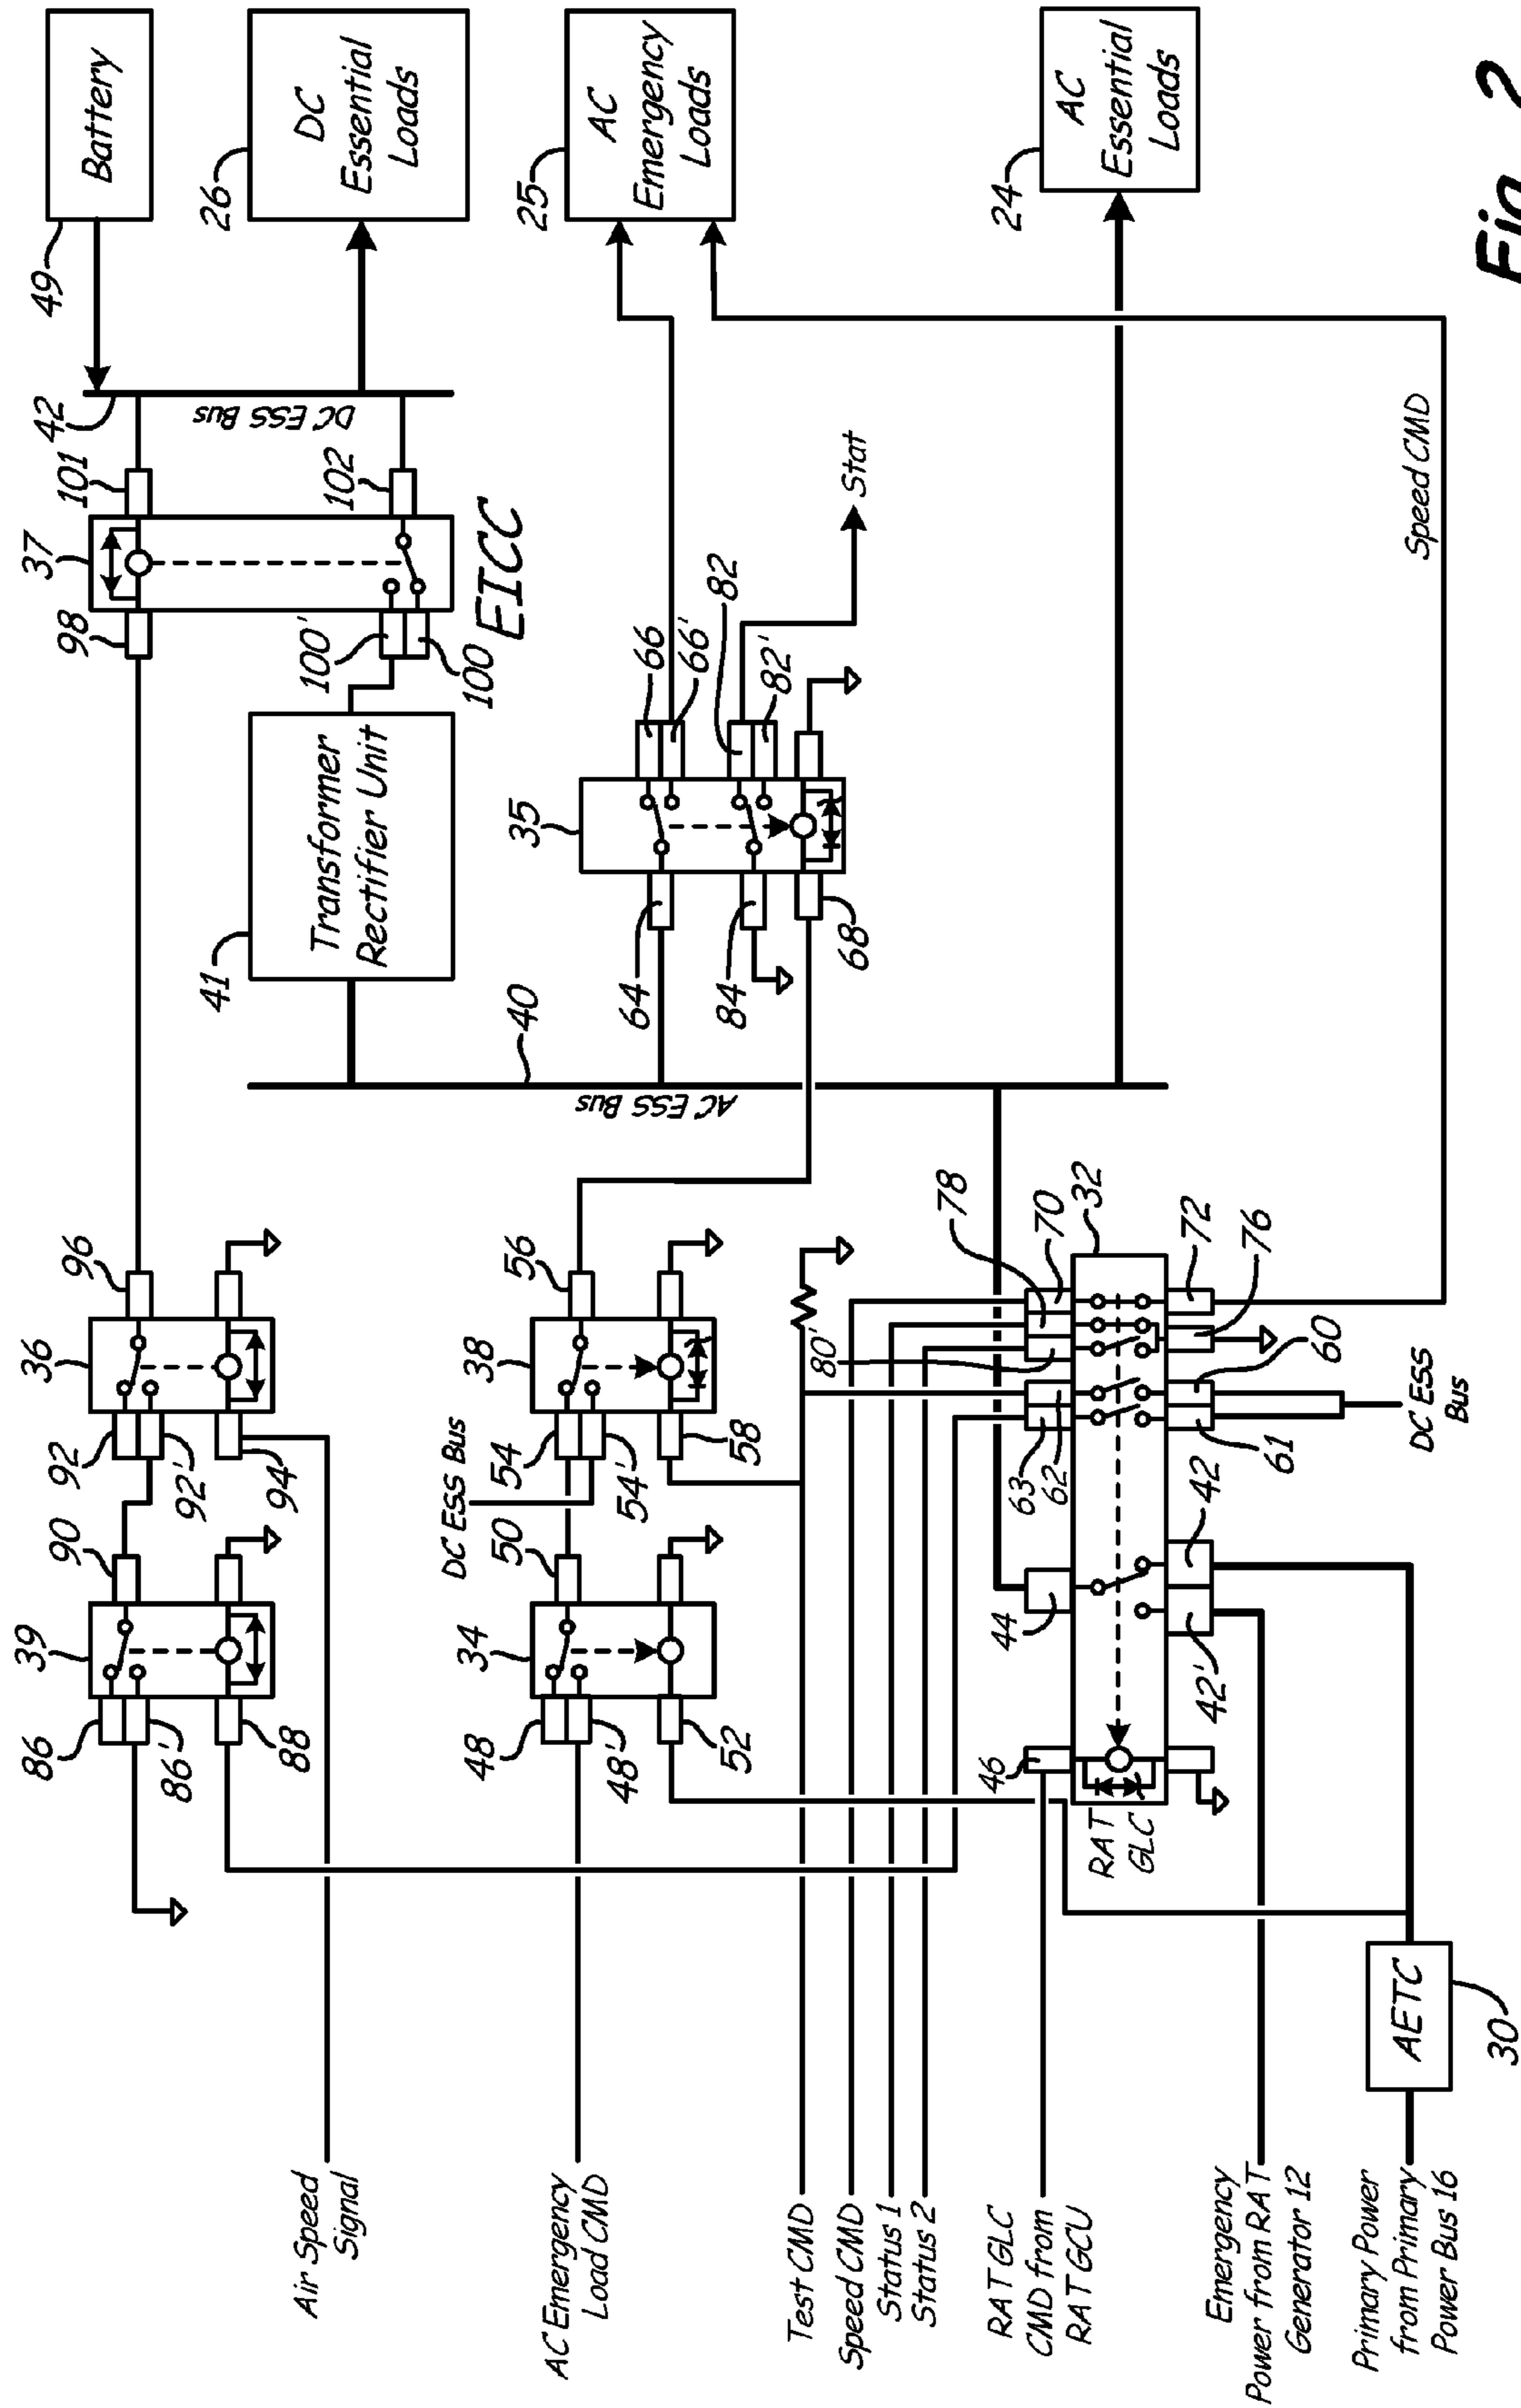 Battery
49
DC
Essential
Loads
26
AC
Emergency
Loads
25
AC
Essential
Loads
24
Fig. 2
42
DC ESS Bus
101
102
37
98
100'
100
EICC
Transformer
Rectifier Unit
41
66
66'
82
82'
Stat
Speed CMD
35
64
84
68
40
AC ESS Bus
96
36
92
92'
94
90
39
86
86'
88
56
38
54
54'
58
DC ESS Bus
50
34
48
48'
52
78
70
32
72
76
80'
60
63
62
61
DC ESS
Bus
44
42
42'
46
RAT
GLC
AETC
30
Air Speed
Signal
AC Emergency
Load CMD
Test CMD
Speed CMD
Status 1
Status 2
RAT GLC
CMD from
RAT GCU
Emergency
Power from RAT
Generator 12
Primary Power
from Primary
Power Bus 16